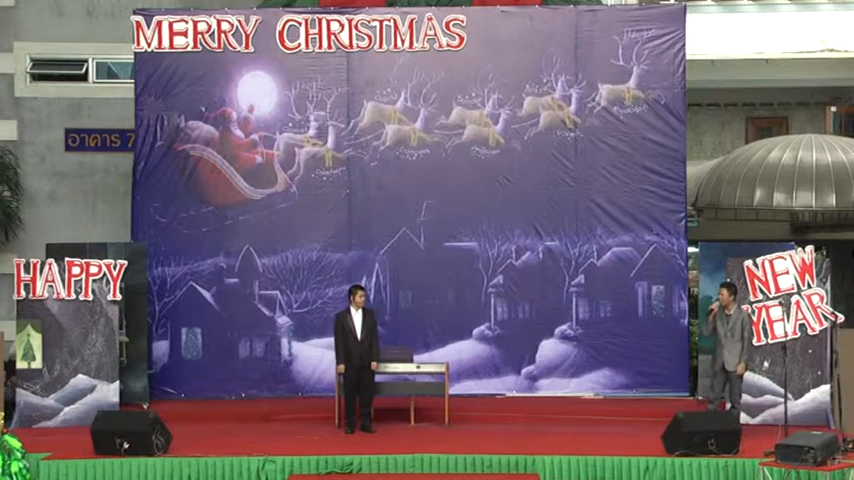 MERRY CHRISTMAS
อาคาร 7
HAPPY
NEW
YEAR